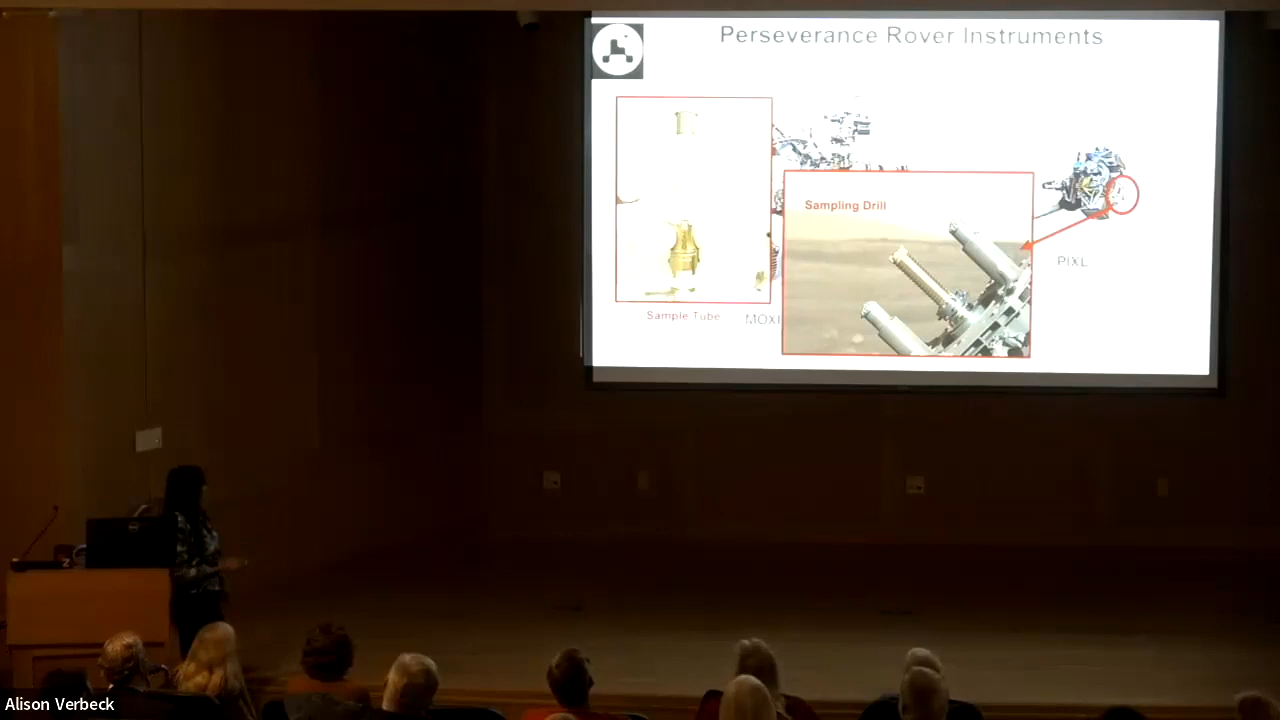 Perseverance Rover Instruments
Sampling Drill
PIXL
Sample Tube
MOXI
Alison Verbeck